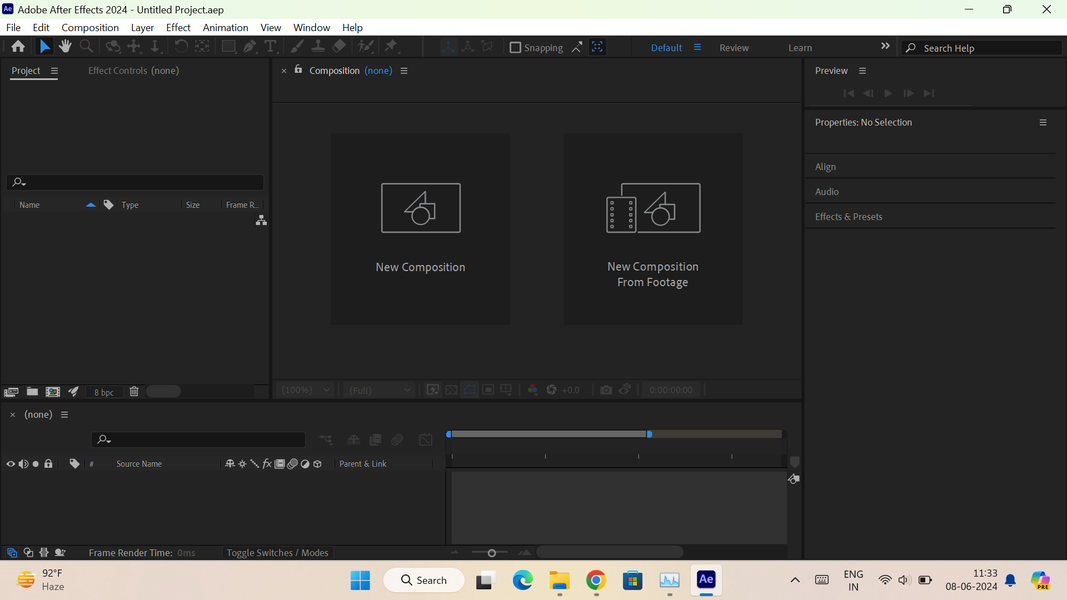 Ae Adobe After Effects 2024 - Untitled Project.aep
File Edit Composition Layer Effect Animation View Window Help
Snapping Default Review Learn Search Help
Project Effect Controls (none)
Composition (none)
Preview
Properties: No Selection
Align
Audio
Effects & Presets
Name Type Size Frame R...
New Composition
New Composition
From Footage
8 bpc
(100%) (Full) +0.0 0:00:00:00
(none)
# Source Name fx Parent & Link
Frame Render Time: 0ms Toggle Switches / Modes
92°F
Haze
Search
Ae
ENG
IN
11:33
08-06-2024
PRE